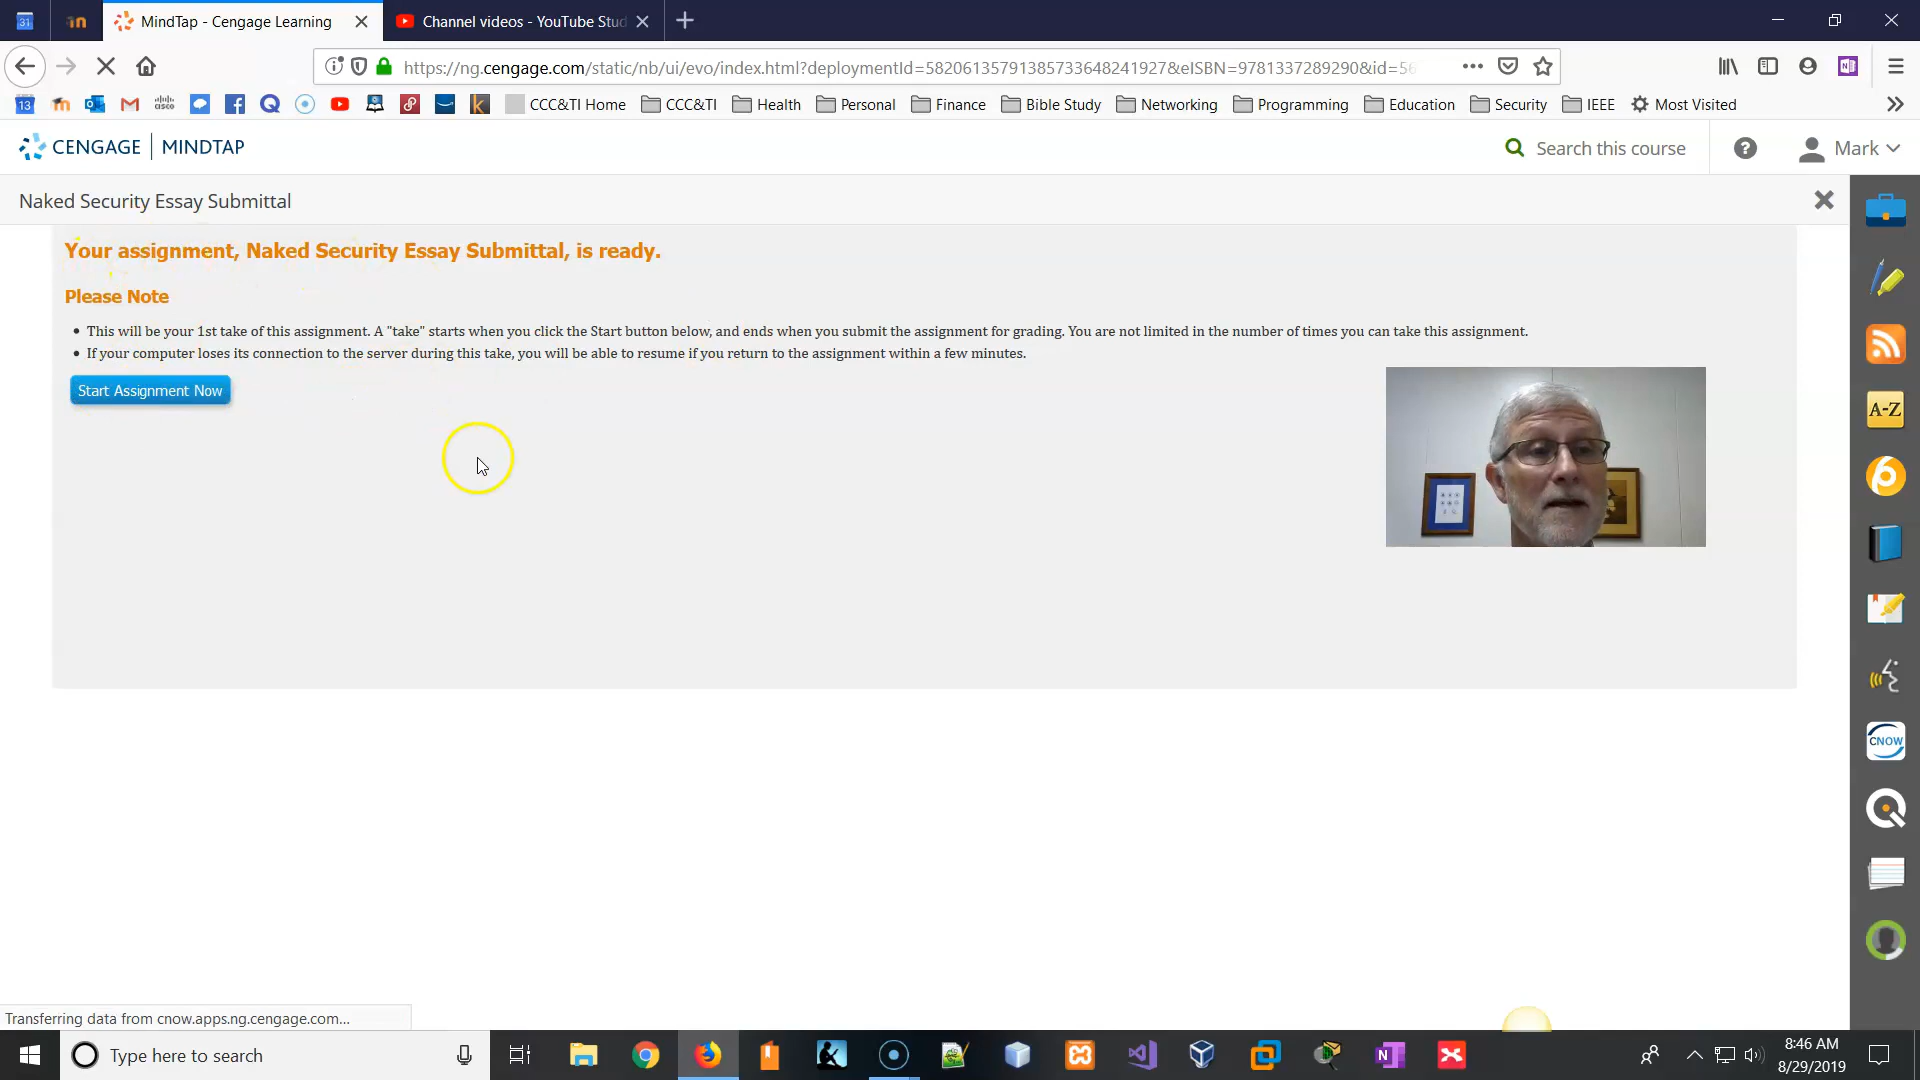 31
MindTap - Cengage Learning
Channel videos - YouTube Stud
https://ng.cengage.com/static/nb/ui/evo/index.html?deploymentId=5820613579138573364824​1927&eISBN=9781337289290&id=56
13
CCC&TI Home
CCC&TI
Health
Personal
Finance
Bible Study
Networking
Programming
Education
Security
IEEE
Most Visited
CENGAGE | MINDTAP
Search this course
Mark
Naked Security Essay Submittal
Your assignment, Naked Security Essay Submittal, is ready.
Please Note
This will be your 1st take of this assignment. A "take" starts when you click the Start button below, and ends when you submit the assignment for grading. You are not limited in the number of times you can take this assignment.
If your computer loses its connection to the server during this take, you will be able to resume if you return to the assignment within a few minutes.
Start Assignment Now
A-Z
CNOW
Transferring data from cnow.apps.ng.cengage.com...
Type here to search
8:46 AM
8/29/2019